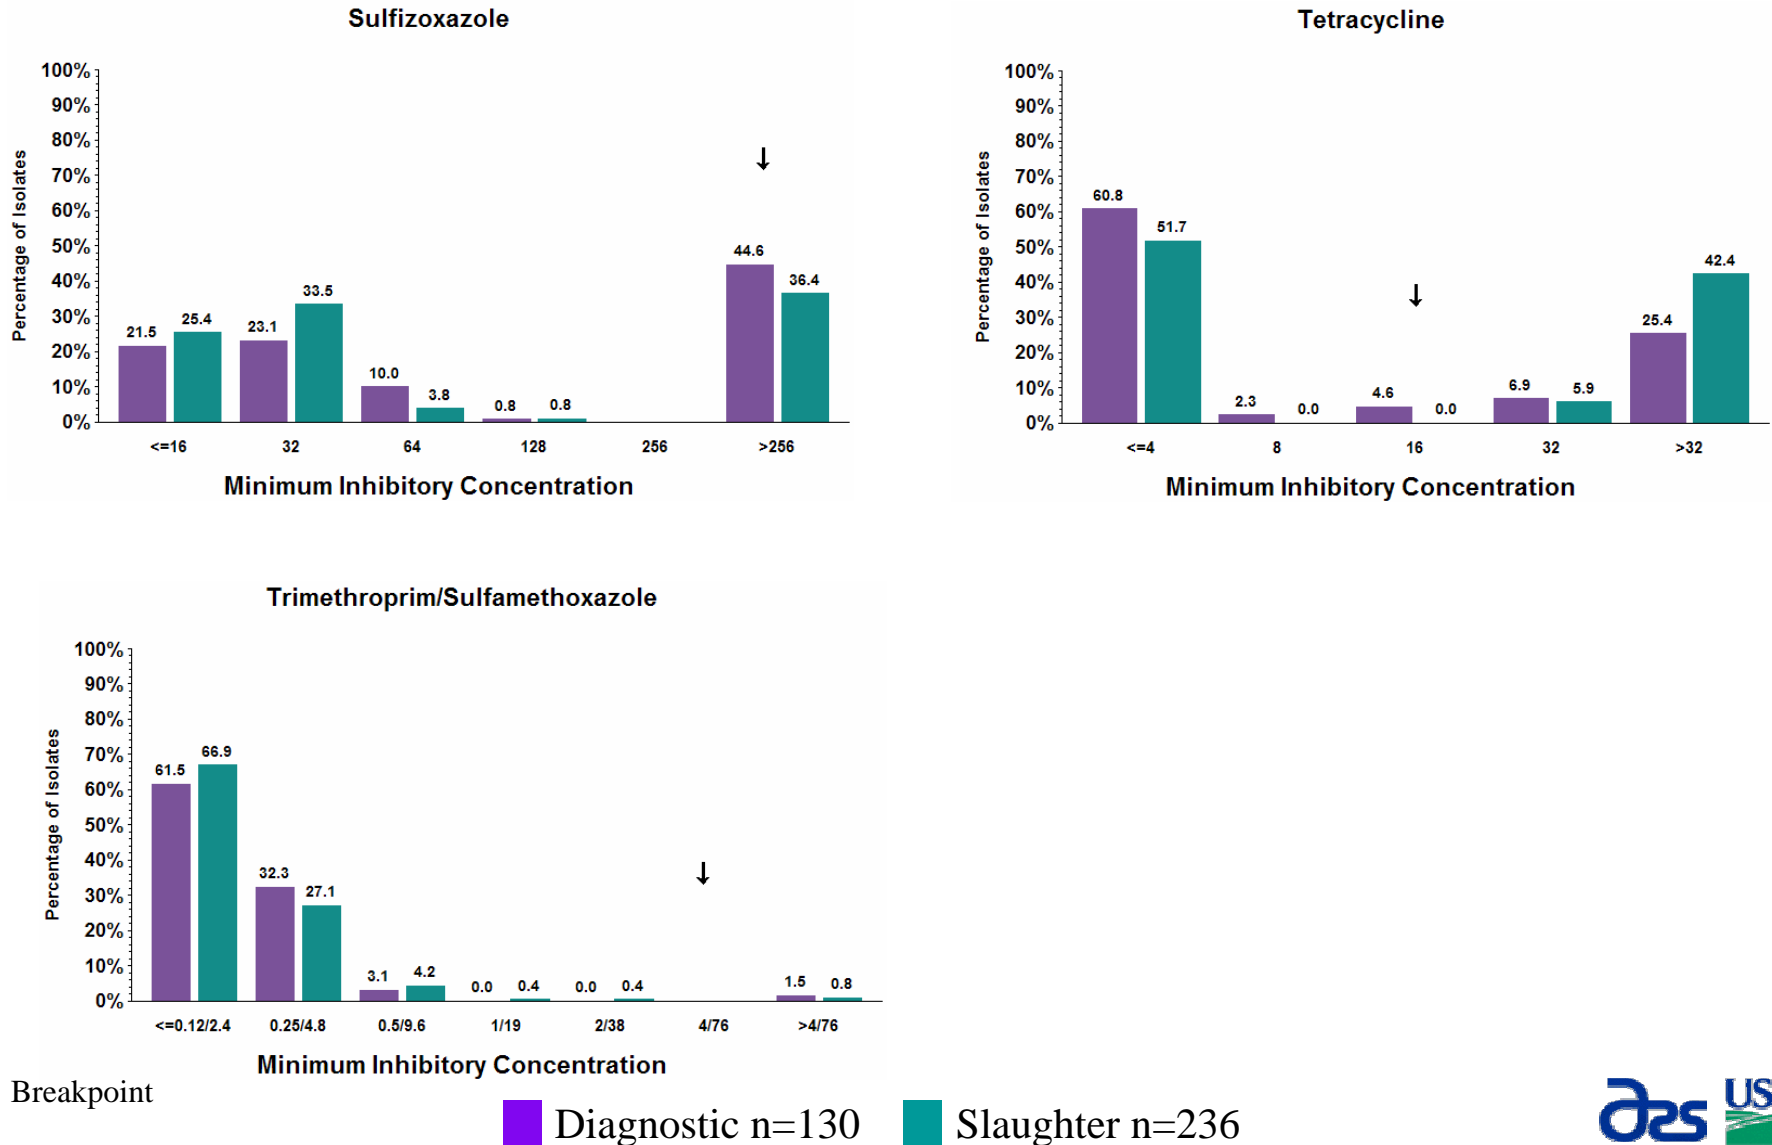 Sulfizoxazole
100%
90%
80%
70%
60%
50%
40%
30%
20%
10%
0%
Percentage of Isolates
21.5 25.4 23.1 33.5 10.0 3.8 0.8 0.8 44.6 36.4
↓
<=16 32 64 128 256 >256
Minimum Inhibitory Concentration
Tetracycline
100%
90%
80%
70%
60%
50%
40%
30%
20%
10%
0%
Percentage of Isolates
60.8 51.7 2.3 0.0 4.6 0.0 6.9 5.9 25.4 42.4
↓
<=4 8 16 32 >32
Minimum Inhibitory Concentration
Trimethroprim/Sulfamethoxazole
100%
90%
80%
70%
60%
50%
40%
30%
20%
10%
0%
Percentage of Isolates
61.5 66.9 32.3 27.1 3.1 4.2 0.0 0.4 0.0 0.4 1.5 0.8
↓
<=0.12/2.4 0.25/4.8 0.5/9.6 1/19 2/38 4/76 >4/76
Minimum Inhibitory Concentration
Breakpoint
Diagnostic n=130 Slaughter n=236
ars US